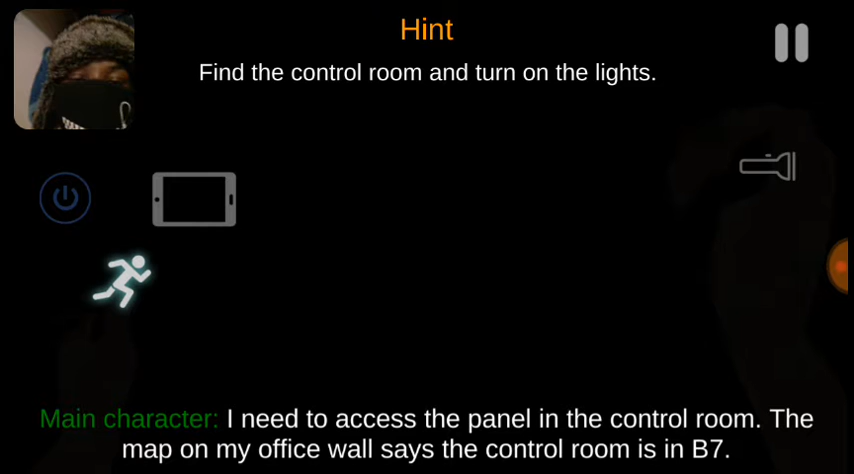 Hint
Find the control room and turn on the lights.
Main character: I need to access the panel in the control room. The
map on my office wall says the control room is in B7.